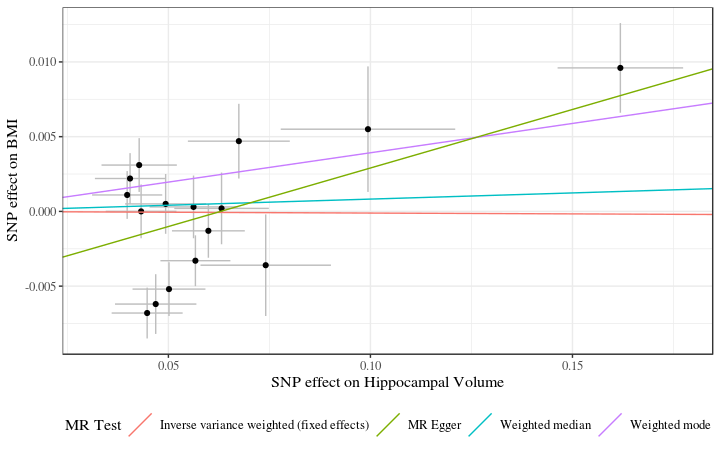 0.010
0.005
0.000
-0.005
SNP effect on BMI
0.05
0.10
0.15
SNP effect on Hippocampal Volume
MR Test
Inverse variance weighted (fixed effects)
MR Egger
Weighted median
Weighted mode